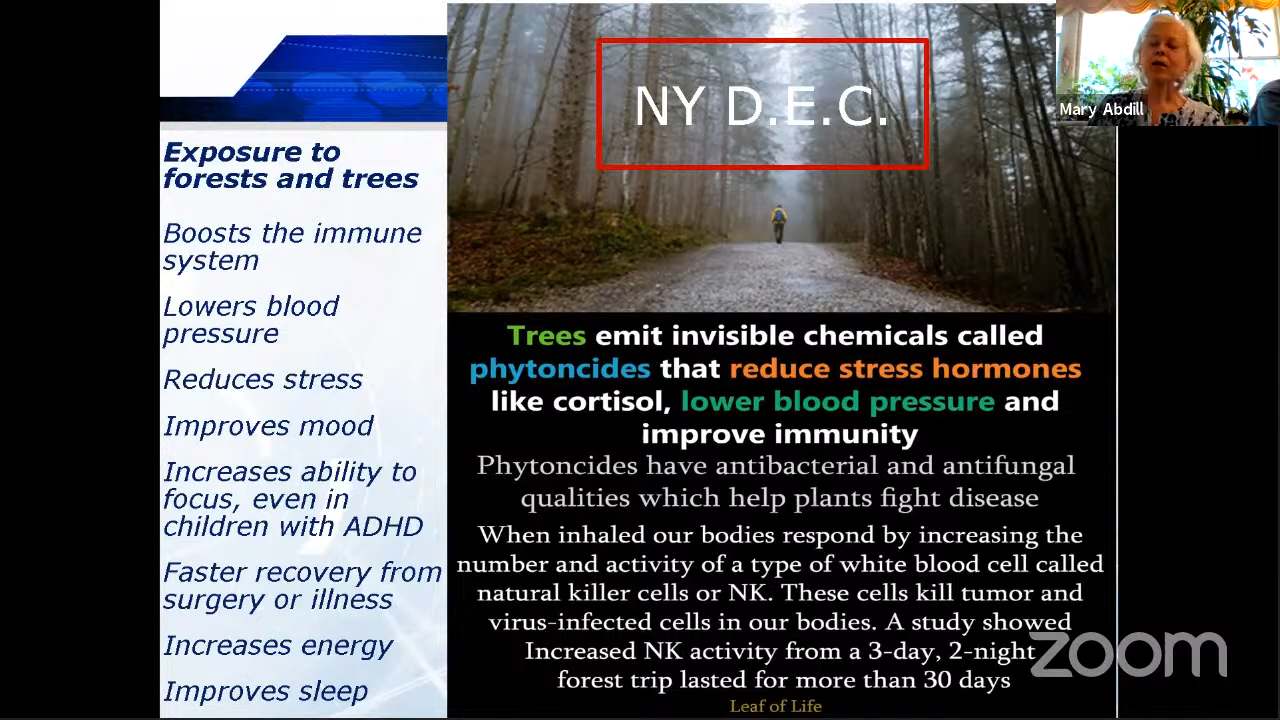 Exposure to
forests and trees
Boosts the immune
system
Lowers blood
pressure
Reduces stress
Improves mood
Increases ability to
focus, even in
children with ADHD
Faster recovery from
surgery or illness
Increases energy
Improves sleep
NY D.E.C.
Trees emit invisible chemicals called
phytoncides that reduce stress hormones
like cortisol, lower blood pressure and
improve immunity
Phytoncides have antibacterial and antifungal
qualities which help plants fight disease
When inhaled our bodies respond by increasing the
number and activity of a type of white blood cell called
natural killer cells or NK. These cells kill tumor and
virus-infected cells in our bodies. A study showed
Increased NK activity from a 3-day, 2-night
forest trip lasted for more than 30 days
Leaf of Life
Mary Abdill
zoom